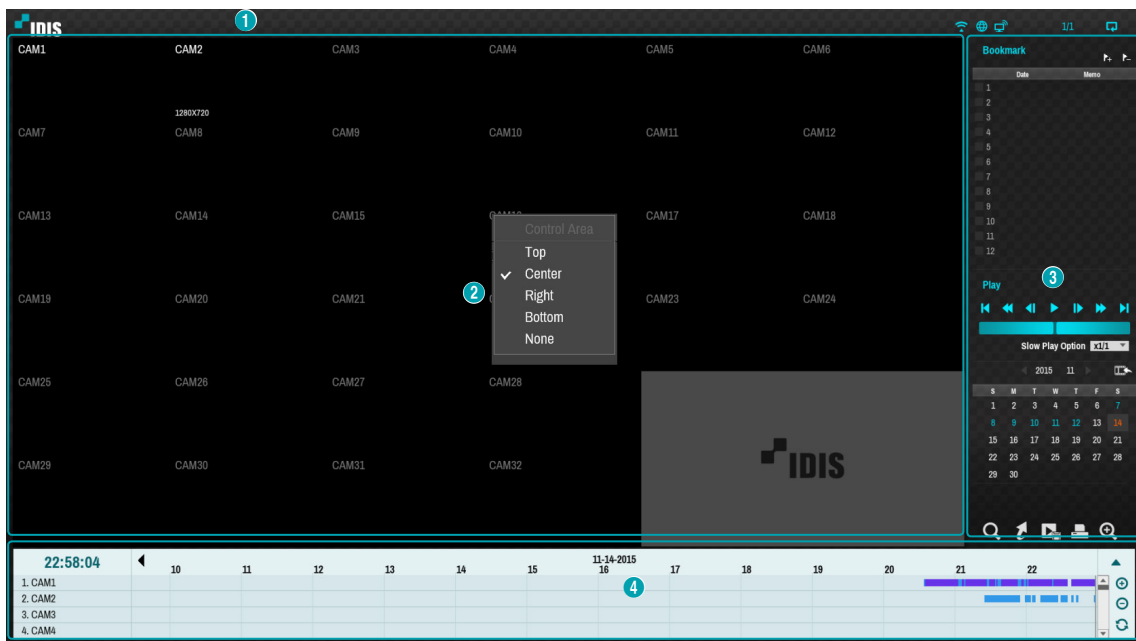 IDIS
1
1/1
CAM1 CAM2 CAM3 CAM4 CAM5 CAM6
1280X720
CAM7 CAM8 CAM9 CAM10 CAM11 CAM12
CAM13 CAM14 CAM15 CAM17 CAM18
Control Area
Top
Center
Right
Bottom
None
2
CAM19 CAM20 CAM21 CAM23 CAM24
CAM25 CAM26 CAM27 CAM28
CAM29 CAM30 CAM31 CAM32
IDIS
Bookmark
Date Memo
1
2
3
4
5
6
7
8
9
10
11
12
3
Play
Slow Play Option x1/1
2015 11
S M T W T F S
1 2 3 4 5 6 7
8 9 10 11 12 13 14
15 16 17 18 19 20 21
22 23 24 25 26 27 28
29 30
22:58:04
11-14-2015
10 11 12 13 14 15 16 17 18 19 20 21 22
4
1. CAM1
2. CAM2
3. CAM3
4. CAM4